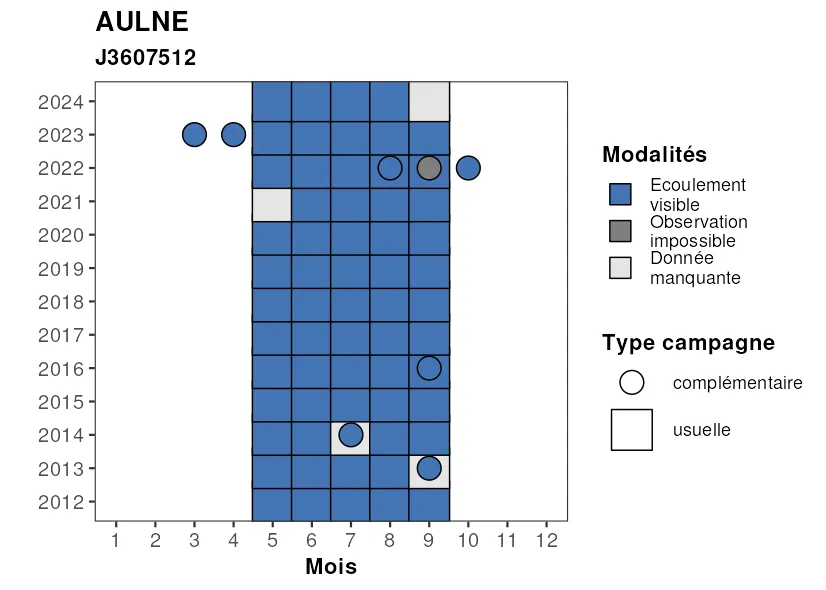 AULNE
J3607512
2024
2023
2022
2021
2020
2019
2018
2017
2016
2015
2014
2013
2012
1 2 3 4 5 6 7 8 9 10 11 12
Mois
Modalités
Ecoulement
visible
Observation
impossible
Donnée
manquante
Type campagne
complémentaire
usuelle